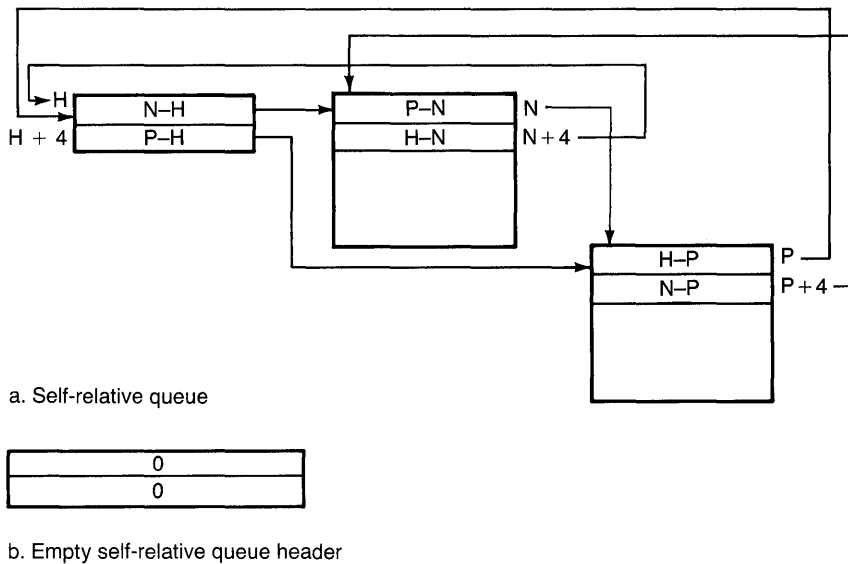 H
N–H
P–N
N
H + 4
P–H
H–N
N+4
H–P
P
N–P
P+4
a. Self-relative queue
0
0
b. Empty self-relative queue header